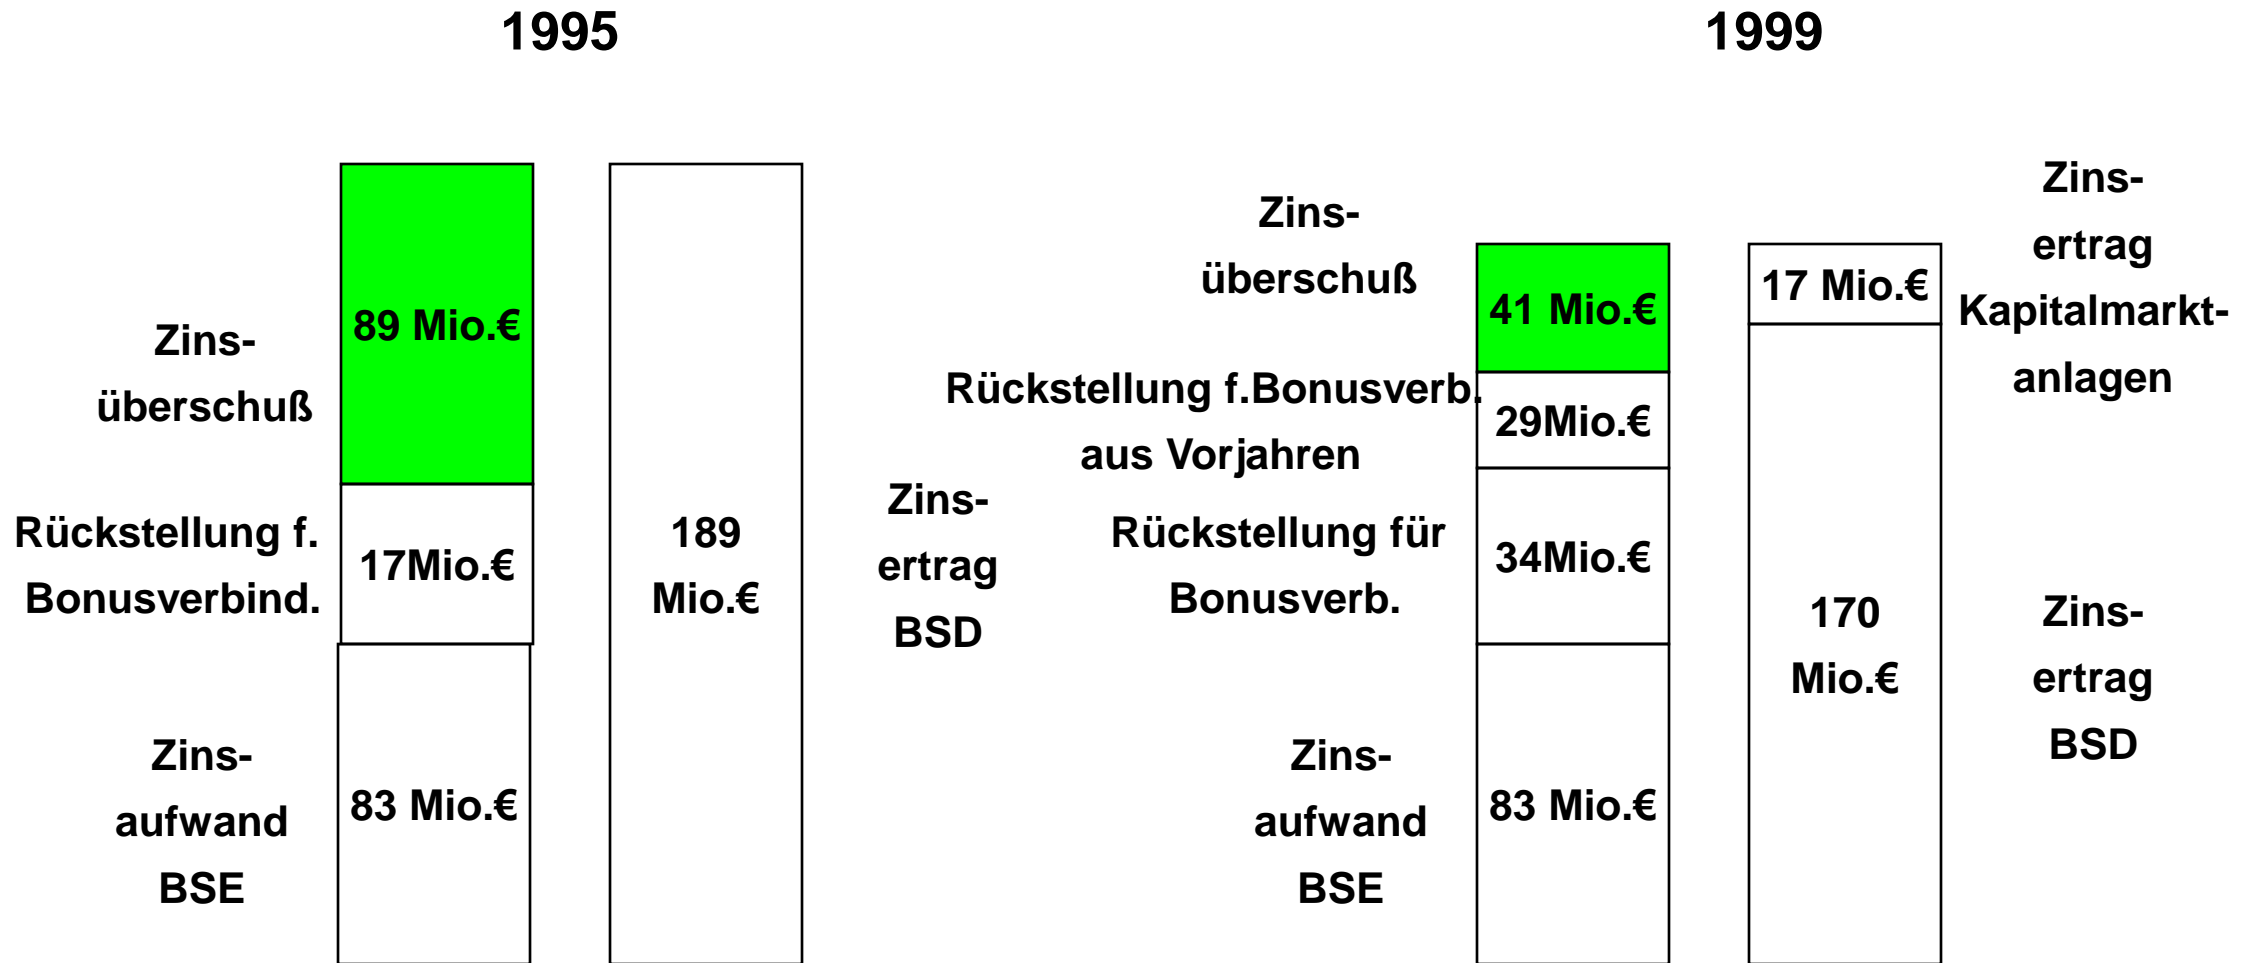 1995
1999
Zins-
überschuß
89 Mio.€
Rückstellung f.
Bonusverbind.
17Mio.€
Zins-
aufwand
BSE
83 Mio.€
189
Mio.€
Zins-
ertrag
BSD
Zins-
überschuß
41 Mio.€
Rückstellung f.Bonusverb.
aus Vorjahren
29Mio.€
Rückstellung für
Bonusverb.
34Mio.€
Zins-
aufwand
BSE
83 Mio.€
17 Mio.€
Zins-
ertrag
Kapitalmarkt-
anlagen
170
Mio.€
Zins-
ertrag
BSD